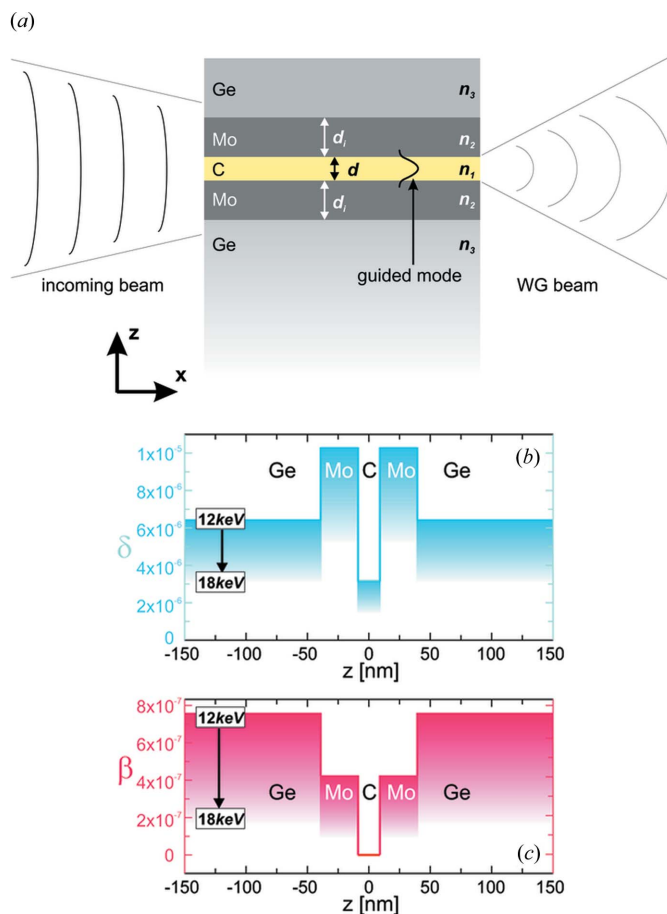 (a)
Ge n3
Mo di n2
C d n1
Mo di n2
Ge n3
incoming beam guided mode WG beam
z
x
(b)
1x10-5
8x10-6
6x10-6
4x10-6
2x10-6
0
δ
Ge Mo C Mo Ge
12keV
18keV
-150 -100 -50 0 50 100 150
z [nm]
8x10-7
6x10-7
4x10-7
2x10-7
0
β
12keV
Ge Mo C Mo Ge
18keV
(c)
-150 -100 -50 0 50 100 150
z [nm]